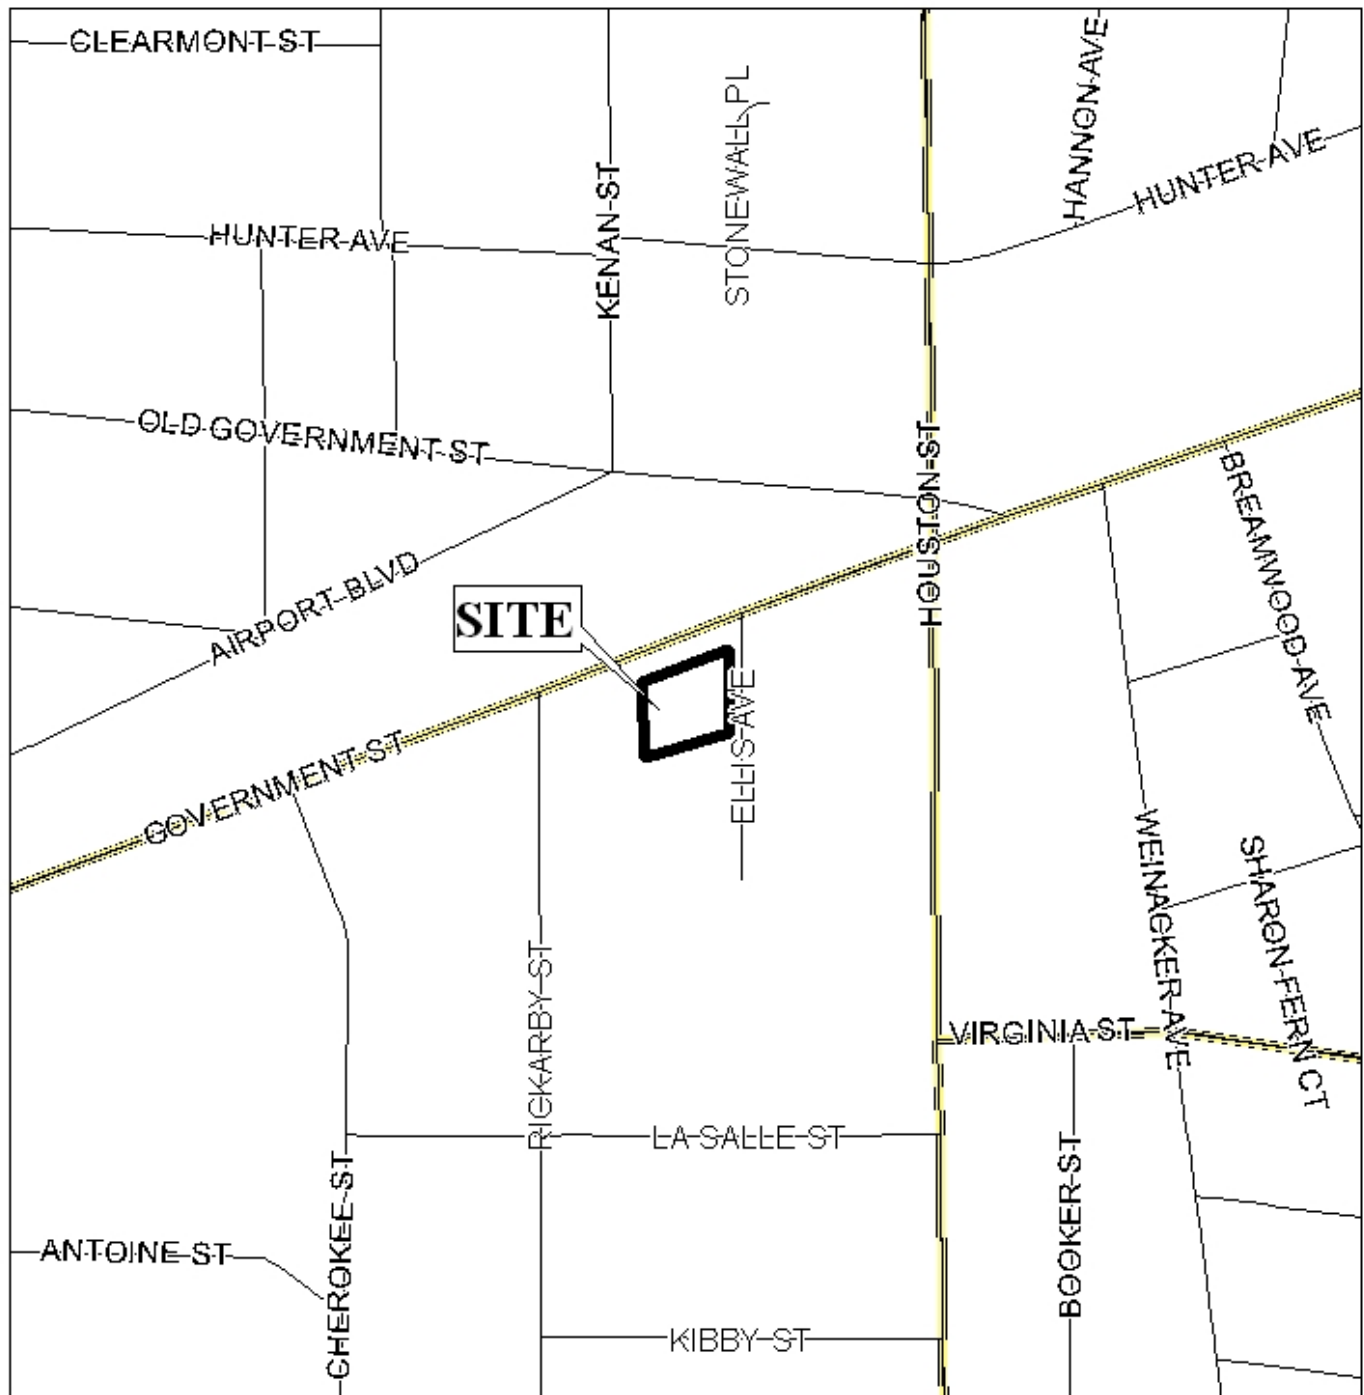 CLEARMONT ST
HANNON AVE
STONEWALL PL
HUNTER AVE
KENAN ST
HUNTER AVE
OLD GOVERNMENT ST
HOUSTON ST
BREAMWOOD AVE
AIRPORT BLVD
SITE
ELLIS AVE
GOVERNMENT ST
WEINACKER AVE
SHARON FERN CT
RICKARBY ST
VIRGINIA ST
LA SALLE ST
CHEROKEE ST
BOOKER ST
ANTOINE ST
KIBBY ST